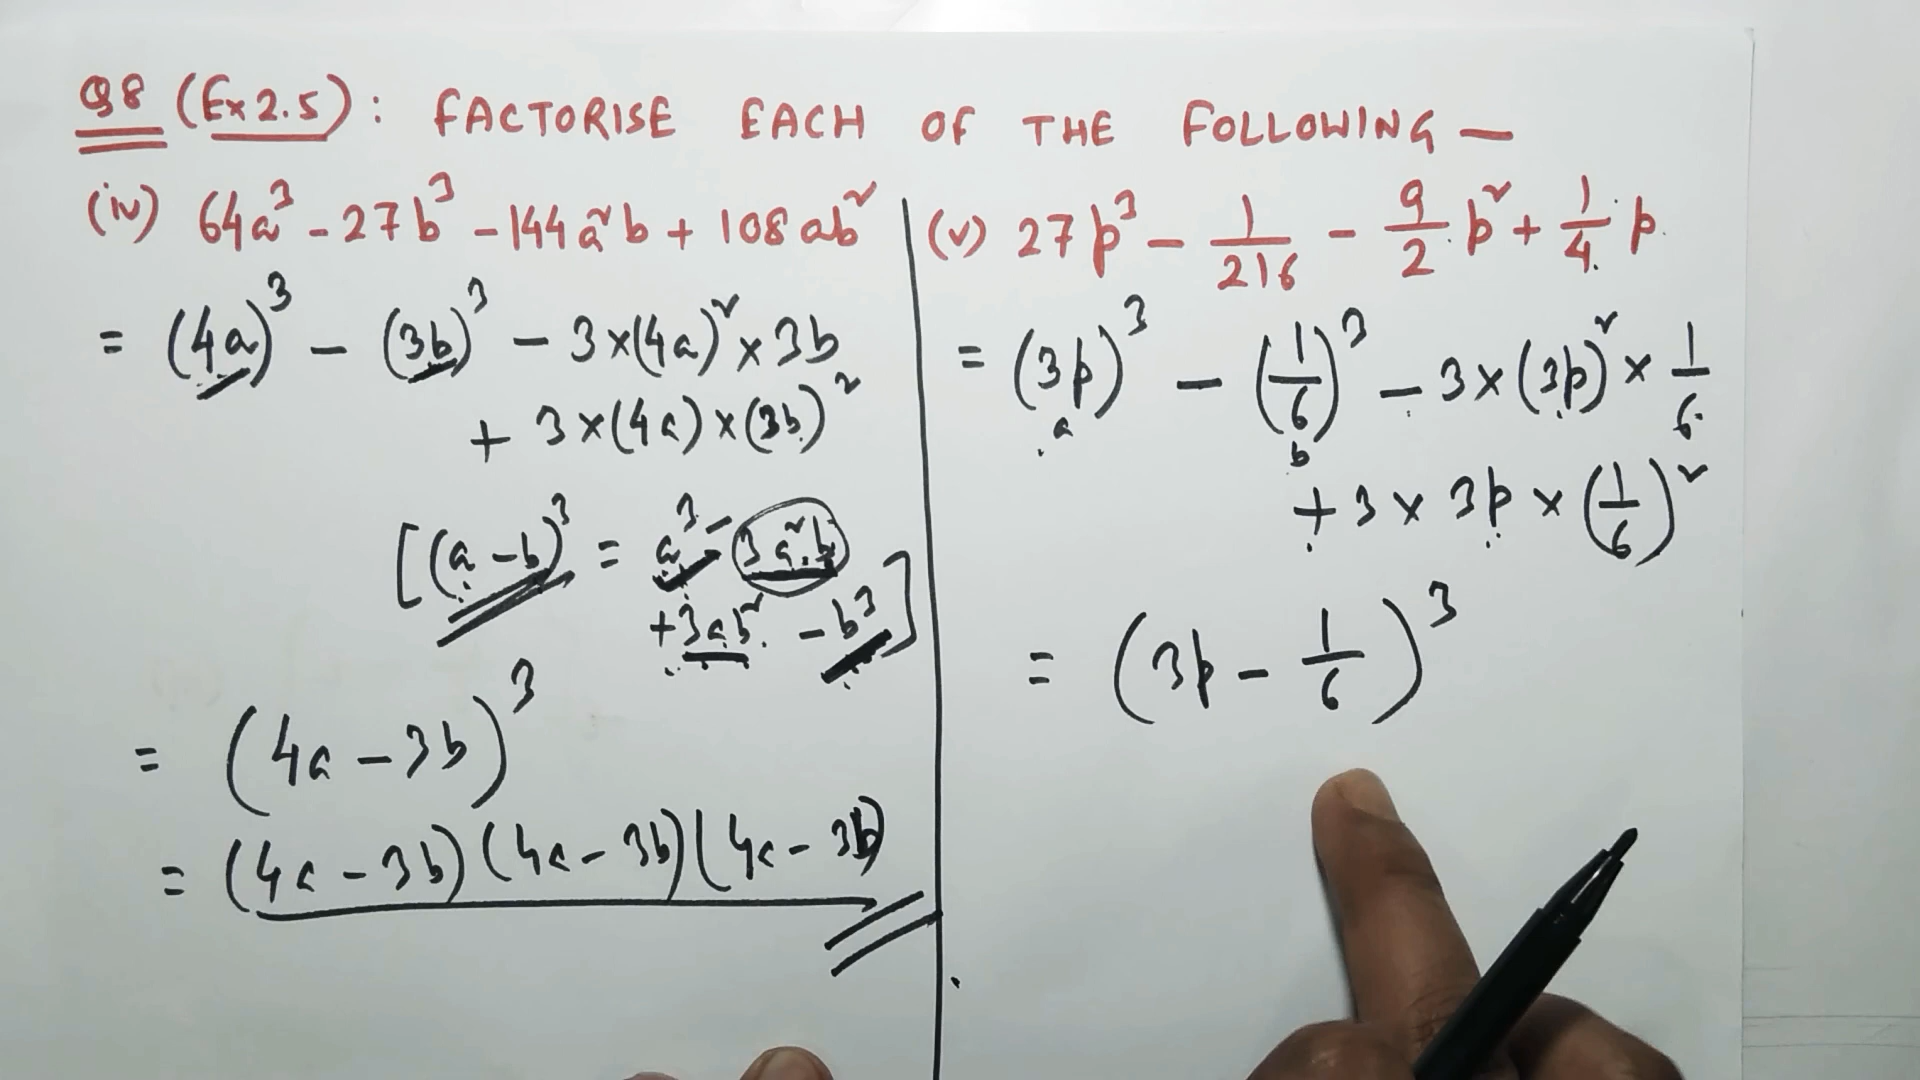 Q8 (Ex 2.5) : FACTORISE EACH OF THE FOLLOWING —
(iv) 64a³ - 27b³ - 144a²b + 108ab²
= (4a)³ - (3b)³ - 3×(4a)²×3b
+ 3×(4a)×(3b)²
[(a-b)³ = a³ - 3a²b
+3ab² - b³]
= (4a-3b)³
= (4a-3b)(4a-3b)(4a-3b)
(v) 27p³ - 1/216 - 9/2 p² + 1/4 p
= (3p)³ - (1/6)³ - 3×(3p)²×1/6
a b
+ 3 × 3p × (1/6)²
= (3p - 1/6)³